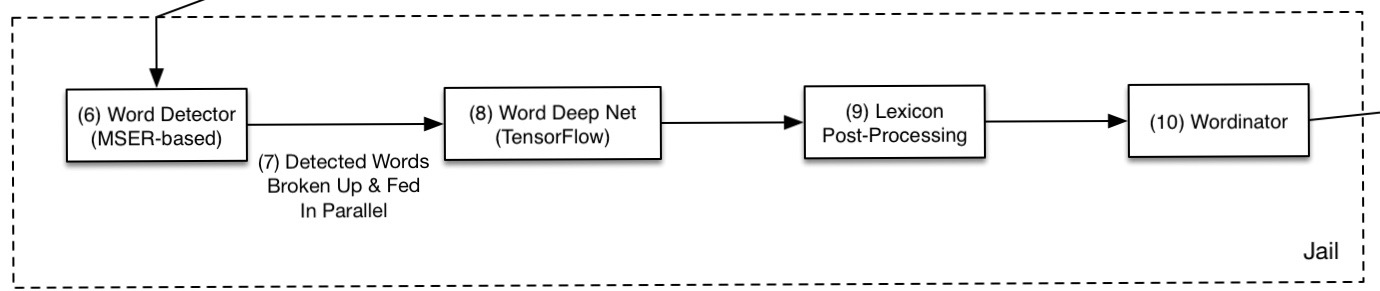 (6) Word Detector
(MSER-based)
(7) Detected Words
Broken Up & Fed
In Parallel
(8) Word Deep Net
(TensorFlow)
(9) Lexicon
Post-Processing
(10) Wordinator
Jail